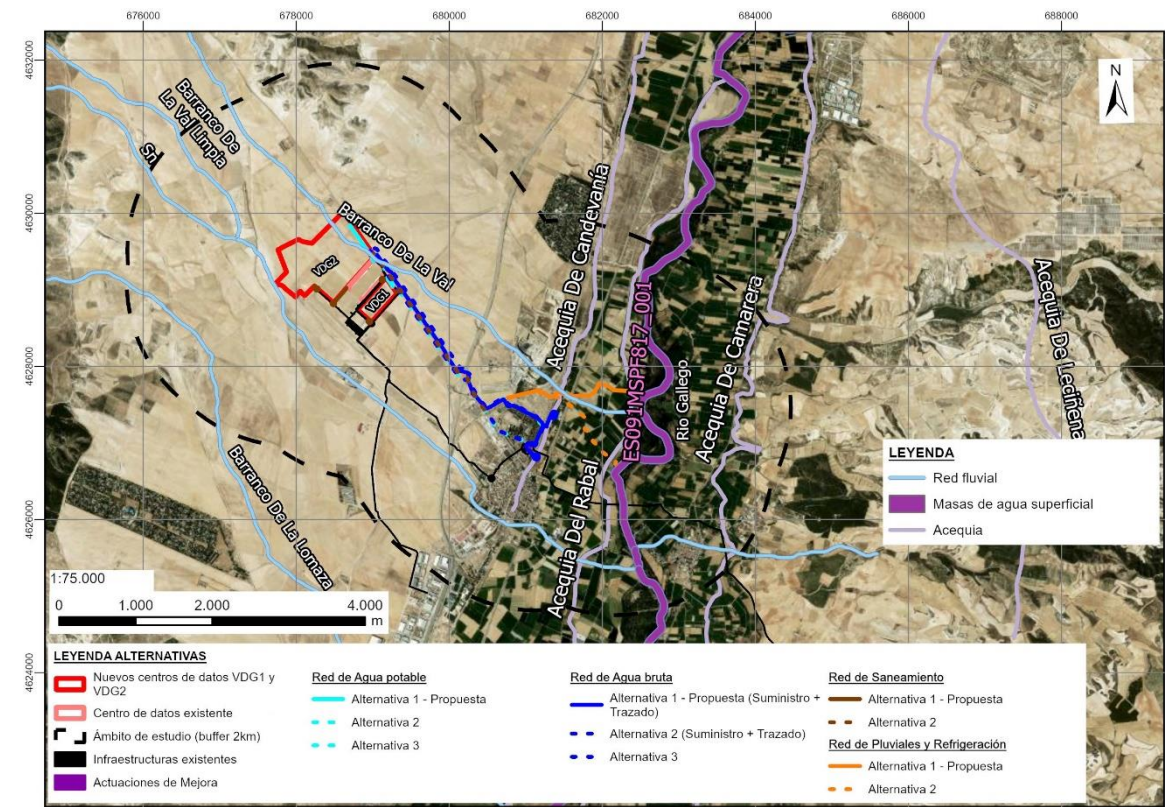 676000
678000
680000
682000
684000
686000
688000
4632000
4630000
4628000
4626000
4624000
N
Barranco De
La Val Limpia
Sn
Barranco De La Val
VDG2
VDG1
Acequia De Candevanía
ES091MSPF817_001
Rio Gallego
Acequia De Camarera
Acequia De Leciñena
Acequia Del Rabal
Barranco De La Lomaza
LEYENDA
Red fluvial
Masas de agua superficial
Acequia
1:75.000
0 1.000 2.000 4.000
m
LEYENDA ALTERNATIVAS
Nuevos centros de datos VDG1 y
VDG2
Centro de datos existente
Ámbito de estudio (buffer 2km)
Infraestructuras existentes
Actuaciones de Mejora
Red de Agua potable
Alternativa 1 - Propuesta
Alternativa 2
Alternativa 3
Red de Agua bruta
Alternativa 1 - Propuesta (Suministro +
Trazado)
Alternativa 2 (Suministro + Trazado)
Alternativa 3
Red de Saneamiento
Alternativa 1 - Propuesta
Alternativa 2
Red de Pluviales y Refrigeración
Alternativa 1 - Propuesta
Alternativa 2